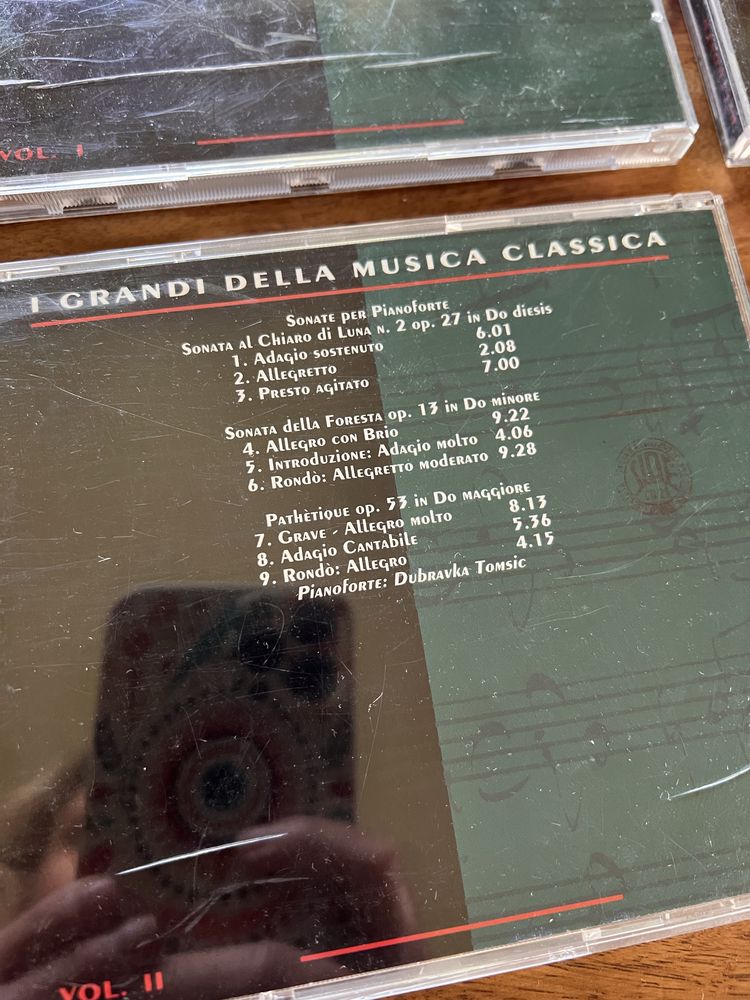 VOL. I
I GRANDI DELLA MUSICA CLASSICA
SONATE PER PIANOFORTE
SONATA AL CHIARO DI LUNA N. 2 OP. 27 IN DO DIESIS
1. ADAGIO SOSTENUTO 6.01
2. ALLEGRETTO 2.08
3. PRESTO AGITATO 7.00
SONATA DELLA FORESTA OP. 13 IN DO MINORE
4. ALLEGRO CON BRIO 9.22
5. INTRODUZIONE: ADAGIO MOLTO 4.06
6. RONDÒ: ALLEGRETTO MODERATO 9.28
PATHÈTIQUE OP. 53 IN DO MAGGIORE
7. GRAVE - ALLEGRO MOLTO 8.13
8. ADAGIO CANTABILE 5.36
9. RONDÒ: ALLEGRO 4.15
PIANOFORTE: DUBRAVKA TOMSIC
VOL. II